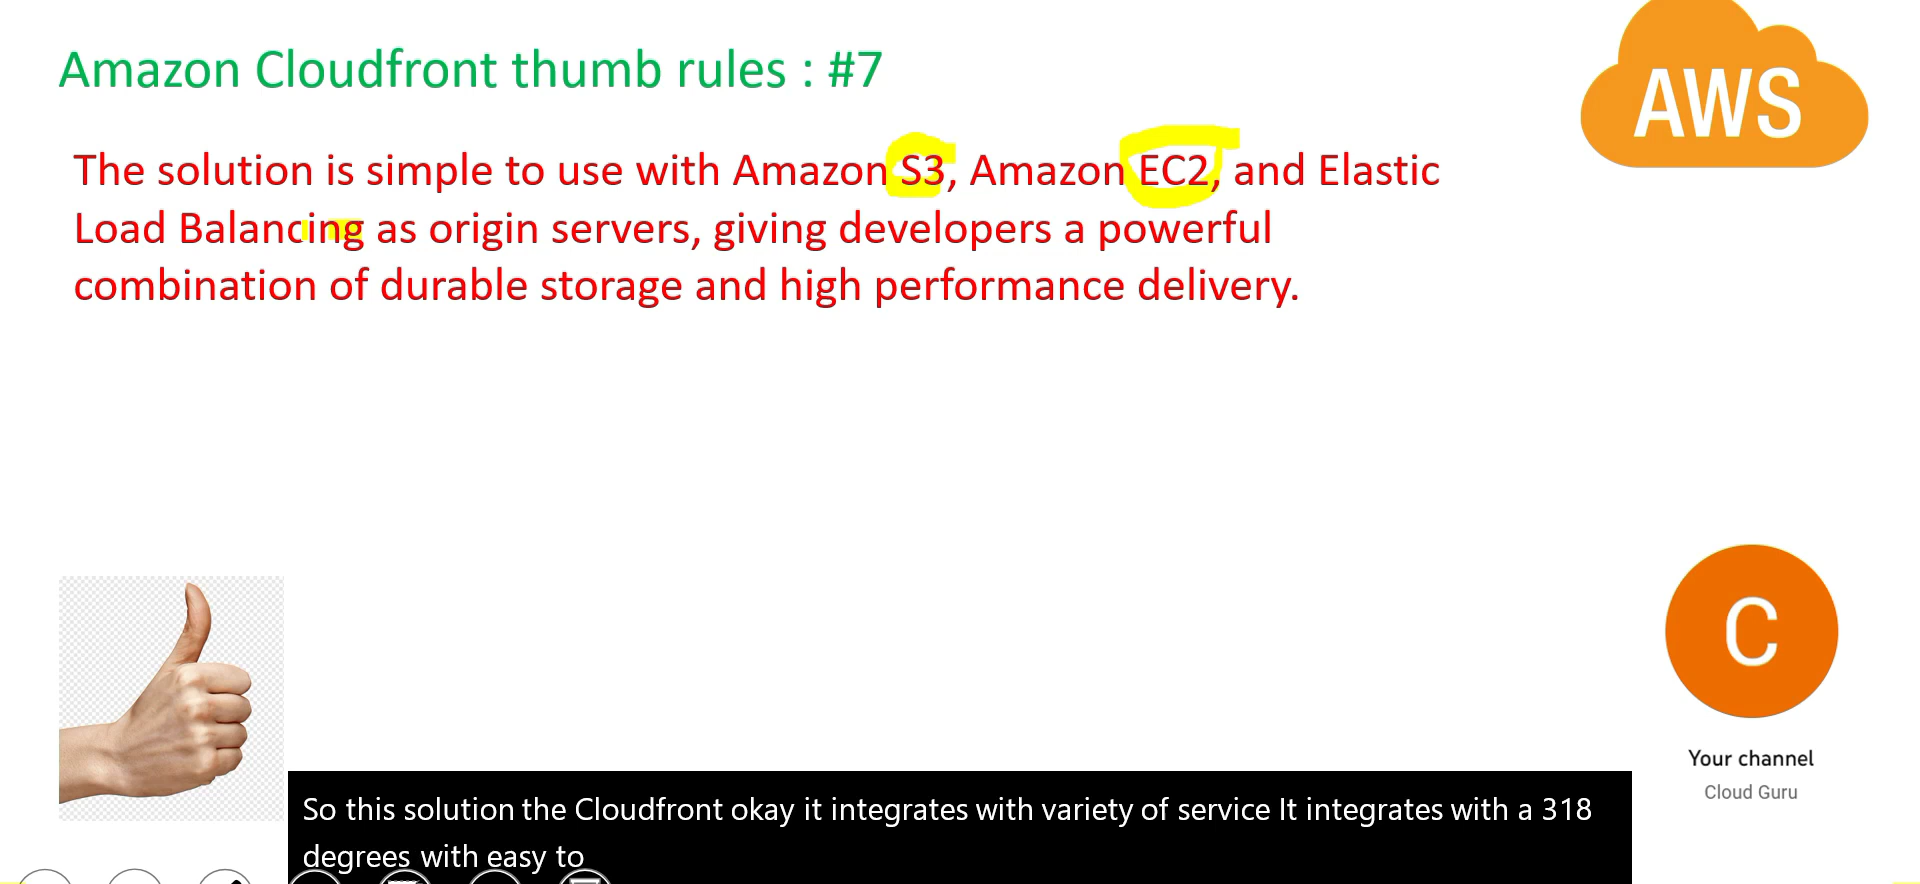 Amazon Cloudfront thumb rules : #7
AWS
The solution is simple to use with Amazon S3, Amazon EC2, and Elastic
Load Balancing as origin servers, giving developers a powerful
combination of durable storage and high performance delivery.
C
Your channel
Cloud Guru
So this solution the Cloudfront okay it integrates with variety of service It integrates with a 318
degrees with easy to